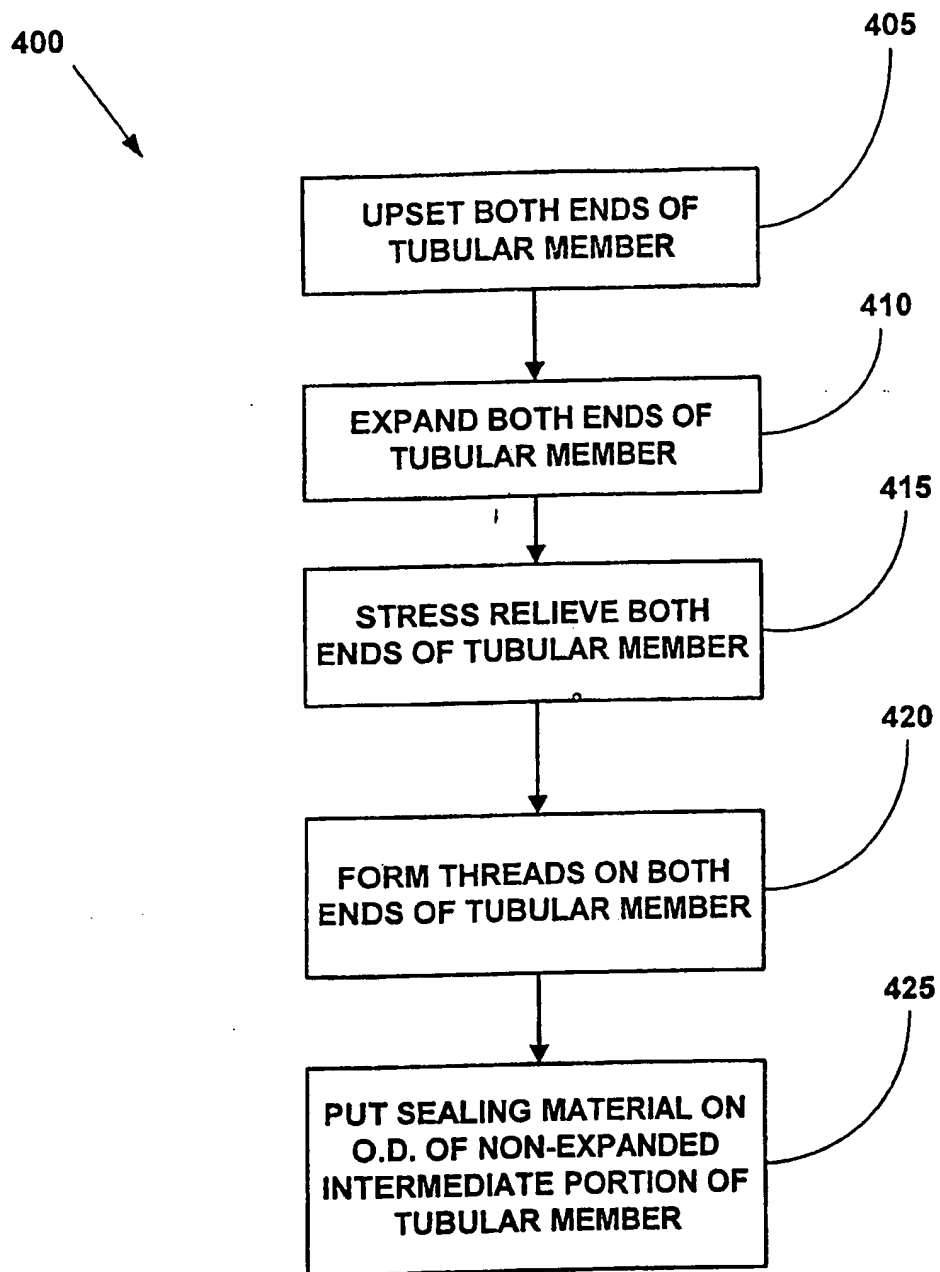 400
405
UPSET BOTH ENDS OF
TUBULAR MEMBER
410
EXPAND BOTH ENDS OF
TUBULAR MEMBER
415
STRESS RELIEVE BOTH
ENDS OF TUBULAR MEMBER
420
FORM THREADS ON BOTH
ENDS OF TUBULAR MEMBER
425
PUT SEALING MATERIAL ON
O.D. OF NON-EXPANDED
INTERMEDIATE PORTION OF
TUBULAR MEMBER